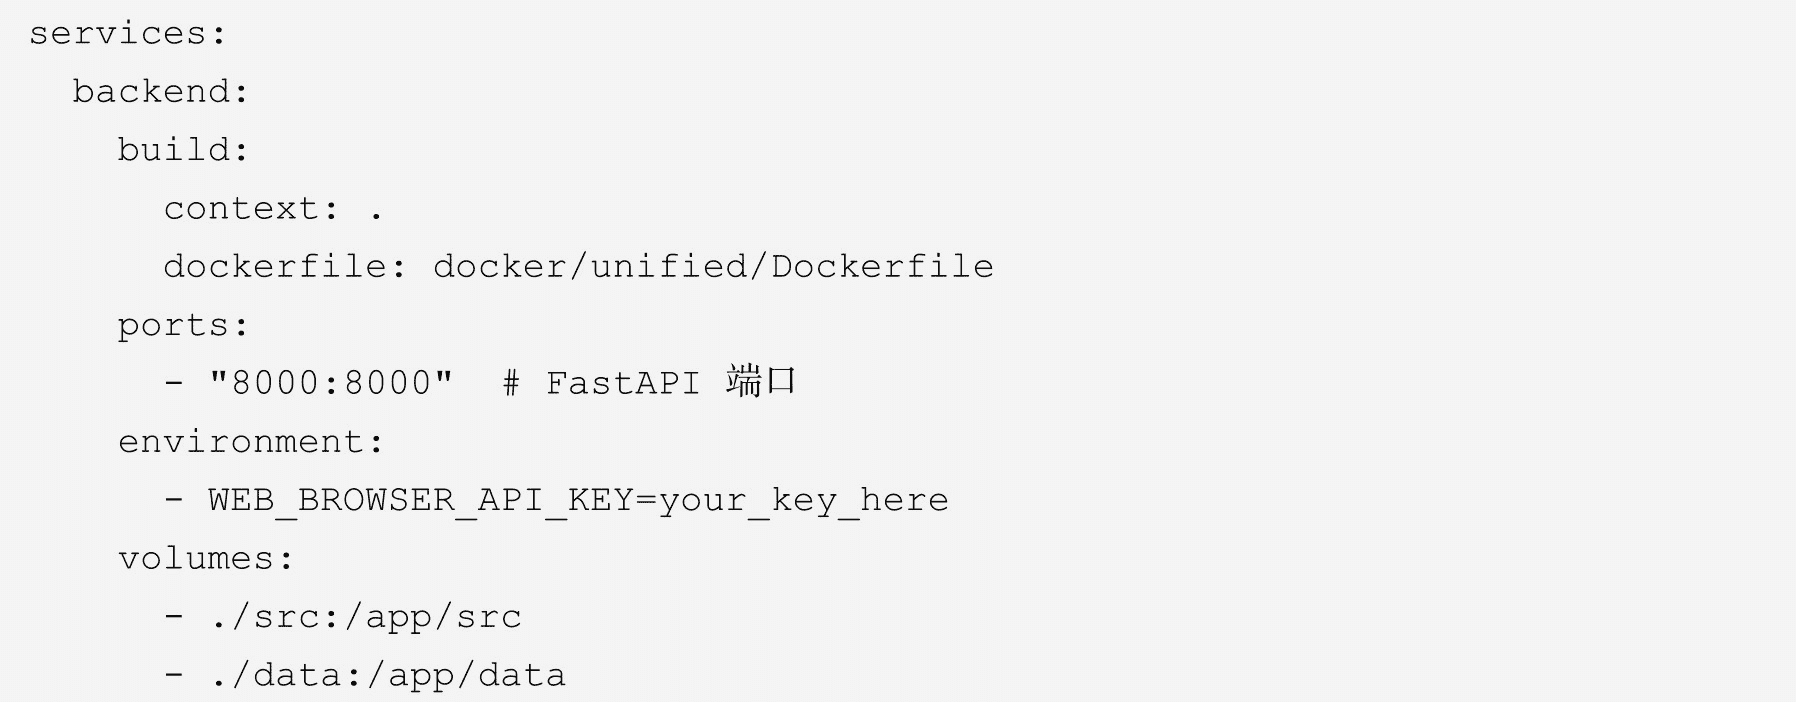 services:
  backend:
    build:
      context: .
      dockerfile: docker/unified/Dockerfile
    ports:
      - "8000:8000"  # FastAPI 端口
    environment:
      - WEB_BROWSER_API_KEY=your_key_here
    volumes:
      - ./src:/app/src
      - ./data:/app/data